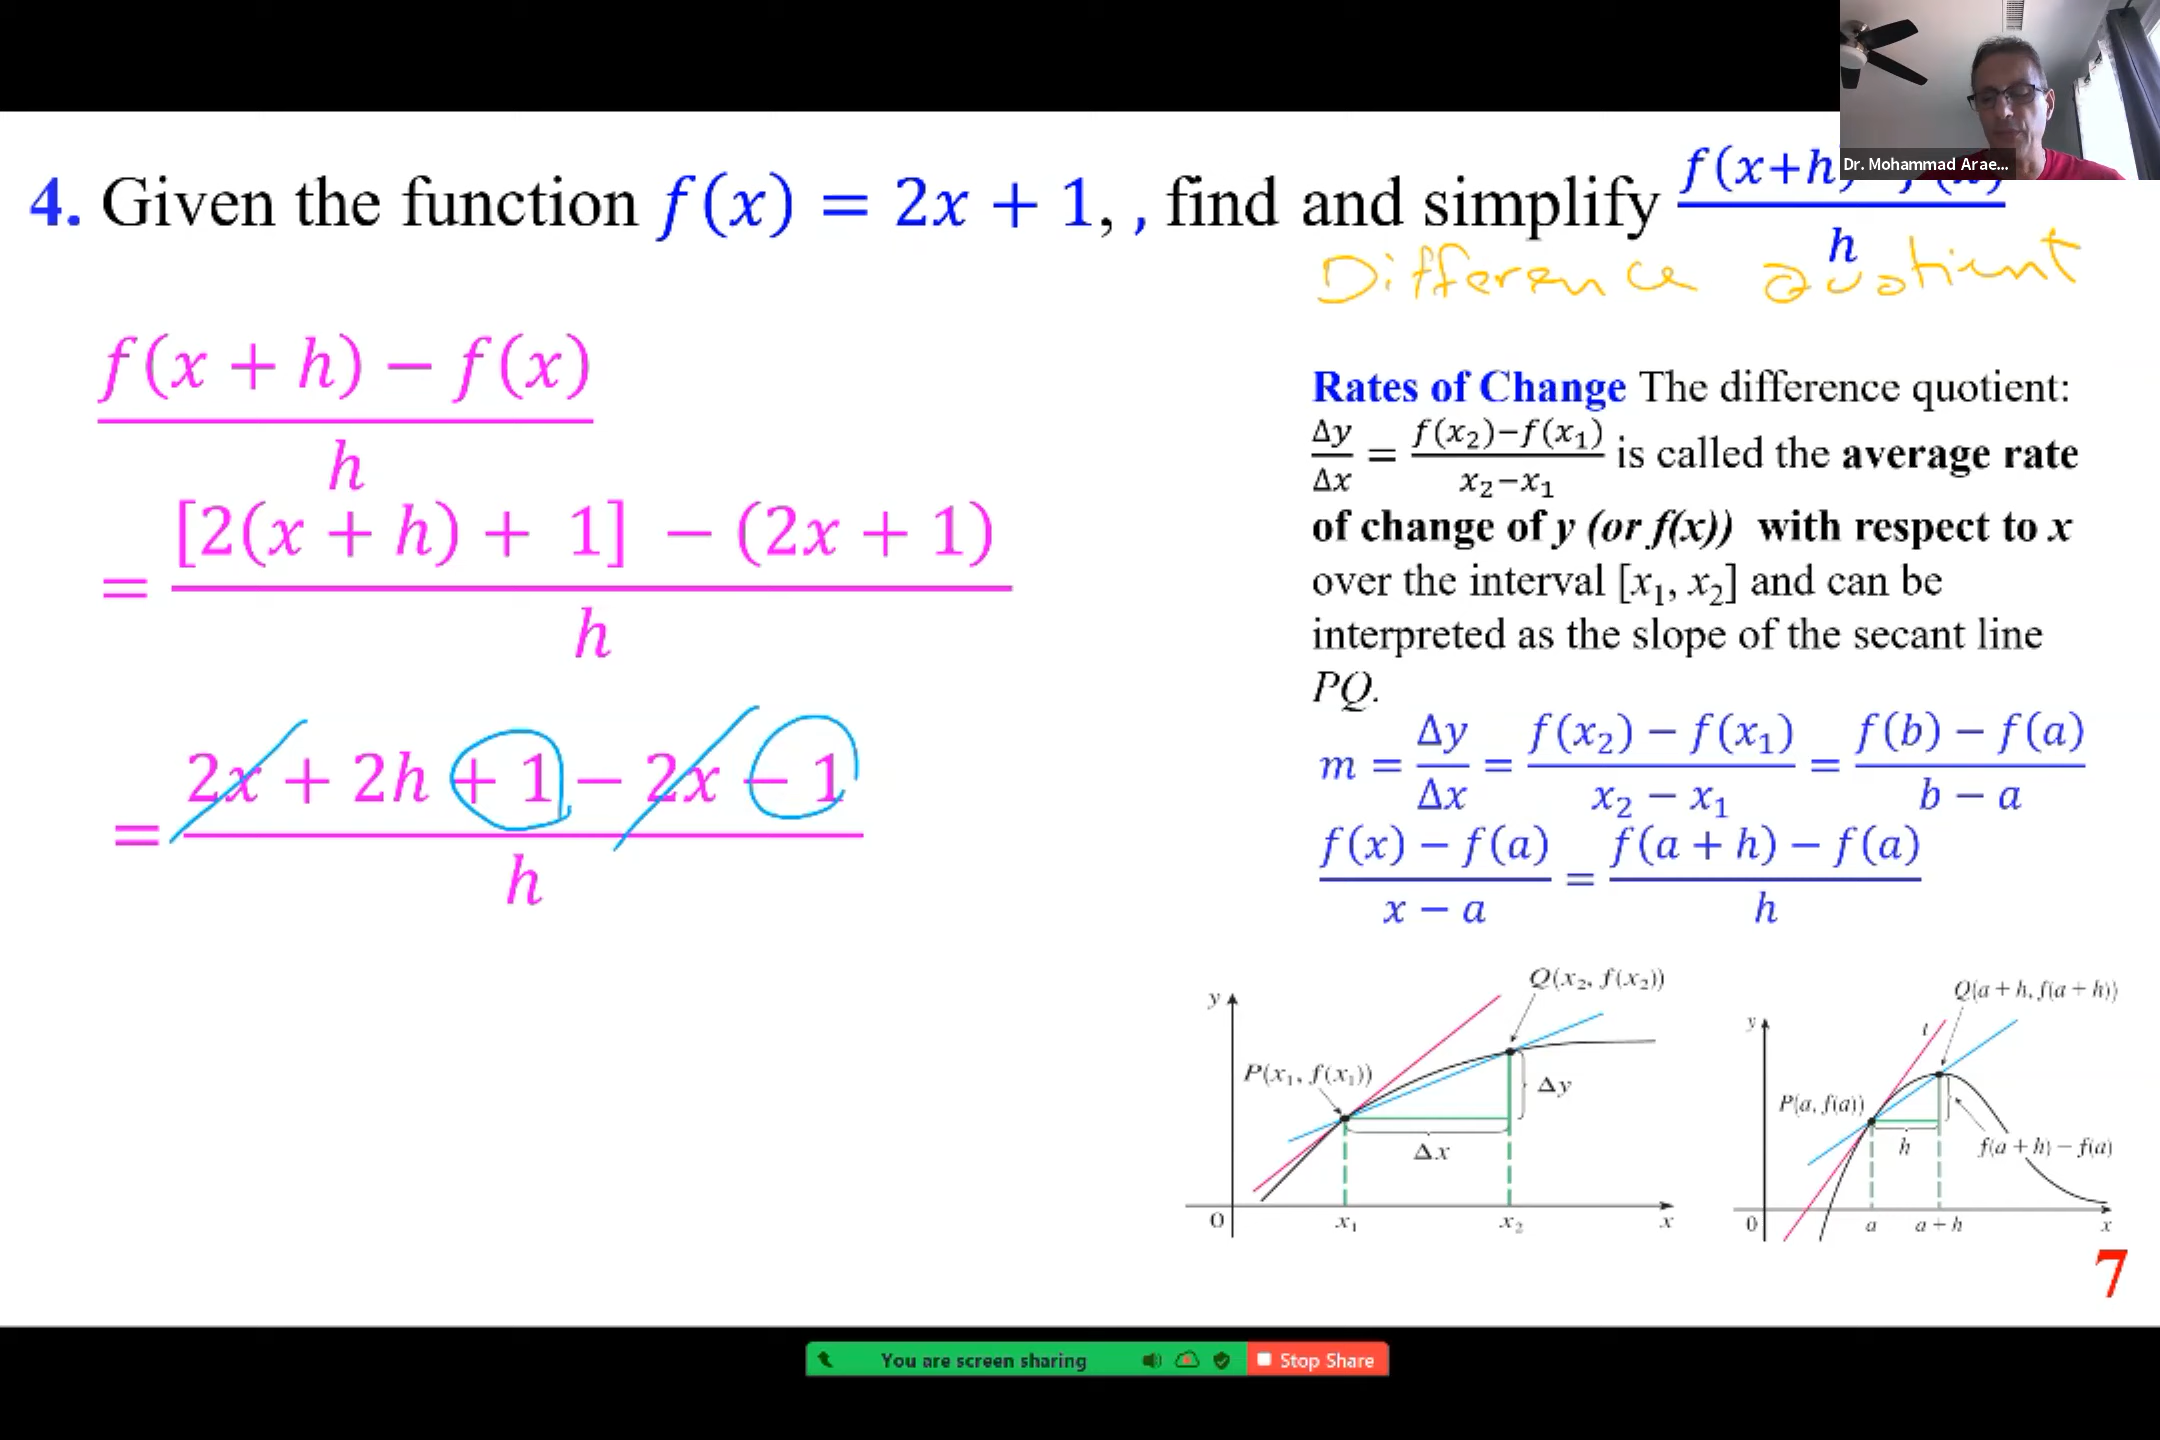 Dr. Mohammad Arae...
4. Given the function f(x) = 2x + 1, , find and simplify f(x+h) − f(x) / h
Difference quotient
f(x + h) − f(x) / h
= [2(x + h) + 1] − (2x + 1) / h
= 2x + 2h + 1 − 2x − 1 / h
Rates of Change The difference quotient:
Δy/Δx = f(x₂)−f(x₁) / x₂−x₁ is called the average rate
of change of y (or f(x)) with respect to x
over the interval [x₁, x₂] and can be
interpreted as the slope of the secant line
PQ.
m = Δy/Δx = f(x₂) − f(x₁) / x₂ − x₁ = f(b) − f(a) / b − a
f(x) − f(a) / x − a = f(a + h) − f(a) / h
Q(x₂, f(x₂))
y
P(x₁, f(x₁))
Δy
Δx
0 x₁ x₂ x
Q(a + h, f(a + h))
y
t
P(a, f(a))
h
f(a + h) − f(a)
0 a a + h x
7
You are screen sharing
Stop Share